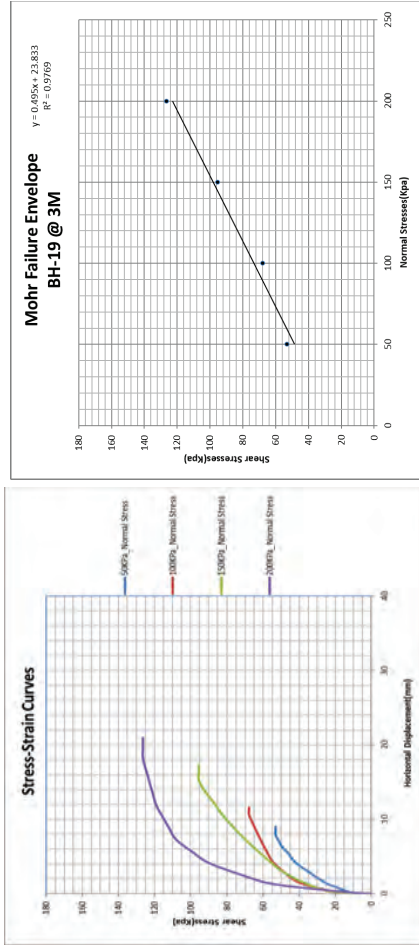 Stress-Strain Curves
180
160
140
120
100
80
60
40
20
0
Shear Stress(Kpa)
0
10
20
30
40
Horizontal Displacement(mm)
50KPa_Normal Stress
100KPa_Normal Stress
150KPa_Normal Stress
200KPa_Normal Stress
Mohr Failure Envelope
BH-19 @ 3M
y = 0.495x + 23.833
R² = 0.9769
180
160
140
120
100
80
60
40
20
0
Shear Stresses(Kpa)
0
50
100
150
200
250
Normal Stresses(Kpa)